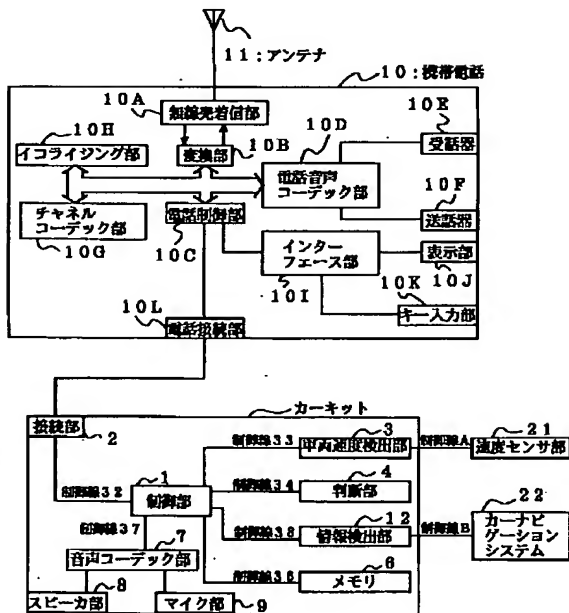 11:アンテナ
10:携帯電話
10A
無線発着信部
10E
受話器
10H
イコライジング部
10B
変換部
10D
電話音声
コーデック部
10F
送話器
チャネル
コーデック部
10G
電話制御部
10C
インター
フェース部
10I
表示部
10J
10K
キー入力部
10L
電話接続部
カーキット
接続部
2
制御線33
3
車両速度検出部
制御線A
21
速度センサ部
制御線32
1
制御部
制御線34
4
判断部
制御線37
制御線38
12
情報検出部
制御線B
22
カーナビ
ゲーション
システム
7
音声コーデック部
制御線36
6
メモリ
スピーカ部
8
マイク部
9